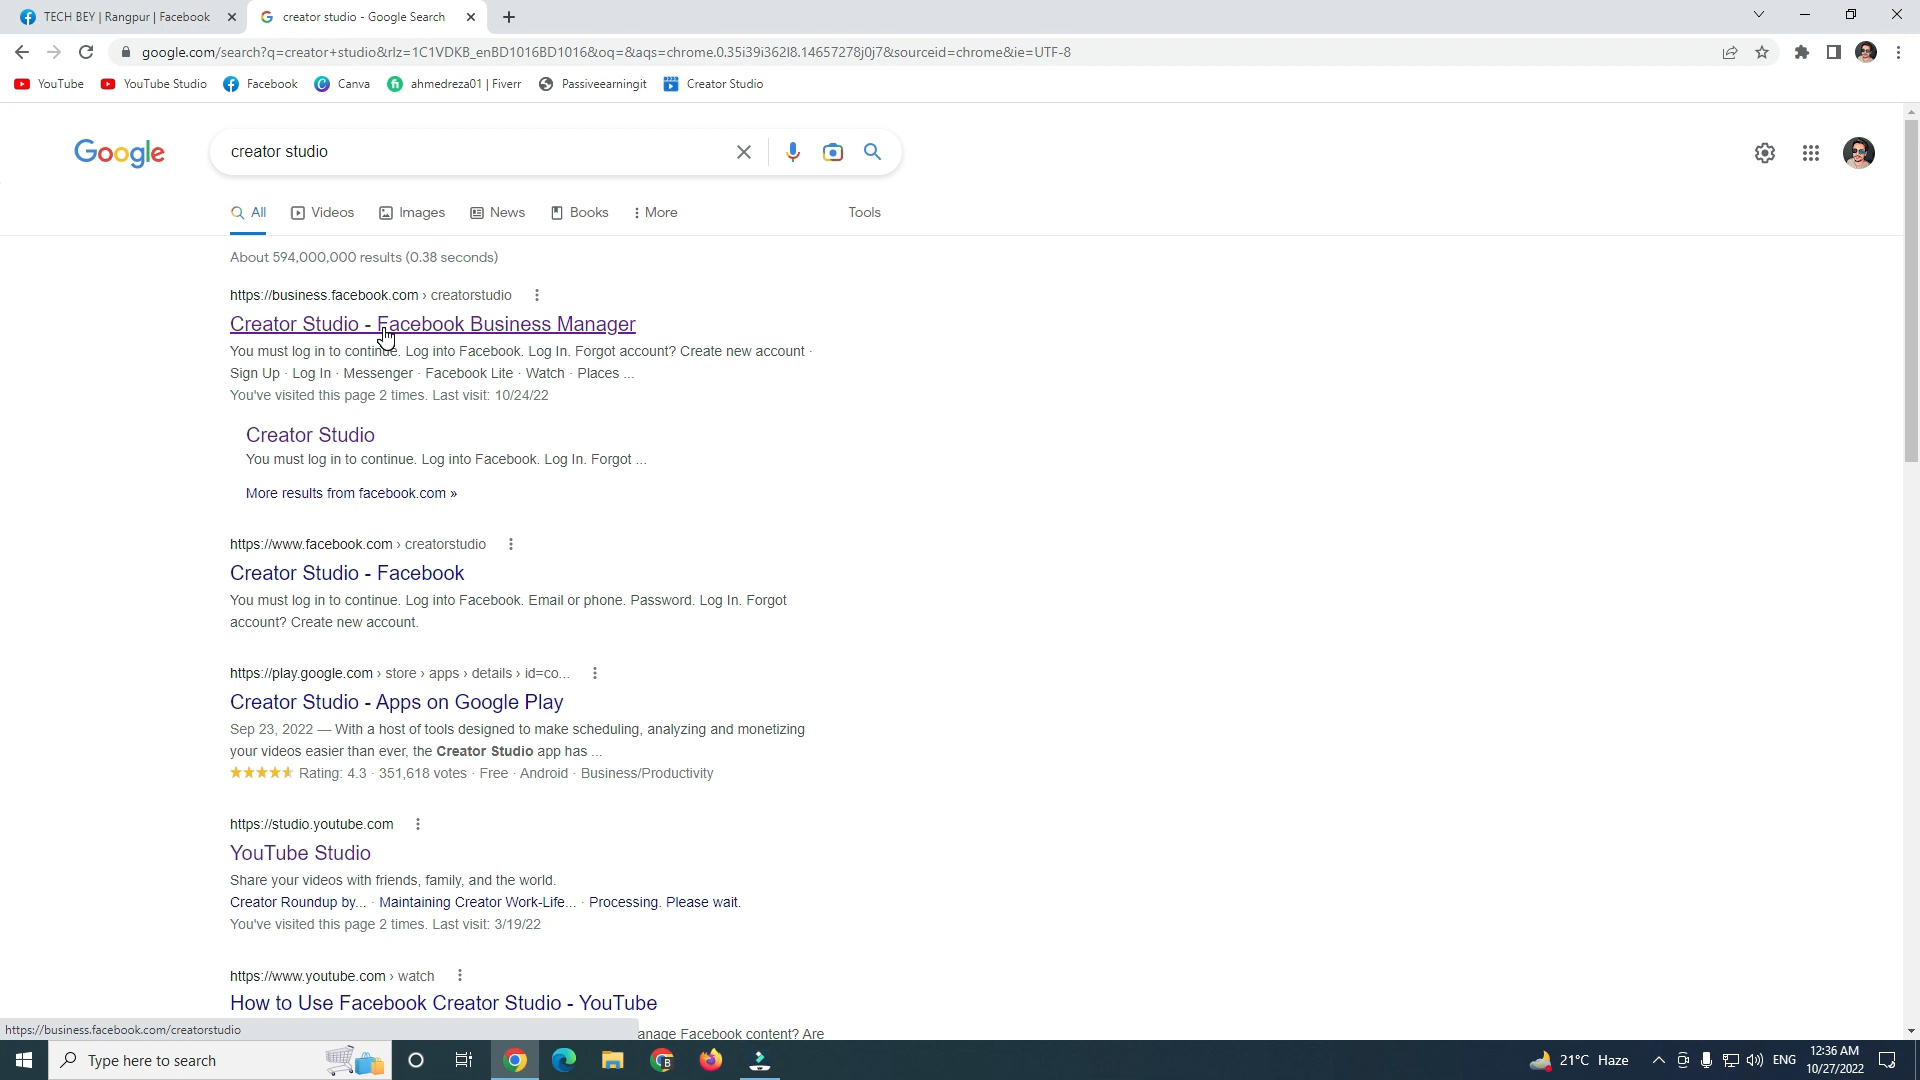 TECH BEY | Rangpur | Facebook
creator studio - Google Search
google.com/search?q=creator+studio&rlz=1C1VDKB_enBD1016BD1016&oq=&aqs=chrome.0.35i39i362l8.14657278j0j7&sourceid=chrome&ie=UTF-8
YouTube YouTube Studio Facebook Canva ahmedreza01 | Fiverr Passiveearningit Creator Studio
Google creator studio
All Videos Images News Books More Tools
About 594,000,000 results (0.38 seconds)
https://business.facebook.com › creatorstudio
Creator Studio - Facebook Business Manager
You must log in to continue. Log into Facebook. Log In. Forgot account? Create new account ·
Sign Up · Log In · Messenger · Facebook Lite · Watch · Places ...
You've visited this page 2 times. Last visit: 10/24/22
Creator Studio
You must log in to continue. Log into Facebook. Log In. Forgot ...
More results from facebook.com »
https://www.facebook.com › creatorstudio
Creator Studio - Facebook
You must log in to continue. Log into Facebook. Email or phone. Password. Log In. Forgot
account? Create new account.
https://play.google.com › store › apps › details › id=co...
Creator Studio - Apps on Google Play
Sep 23, 2022 — With a host of tools designed to make scheduling, analyzing and monetizing
your videos easier than ever, the Creator Studio app has ...
Rating: 4.3 · 351,618 votes · Free · Android · Business/Productivity
https://studio.youtube.com
YouTube Studio
Share your videos with friends, family, and the world.
Creator Roundup by... · Maintaining Creator Work-Life... · Processing. Please wait.
You've visited this page 2 times. Last visit: 3/19/22
https://www.youtube.com › watch
How to Use Facebook Creator Studio - YouTube
https://business.facebook.com/creatorstudio
anage Facebook content? Are
Type here to search
B
21°C Haze
ENG
12:36 AM
10/27/2022